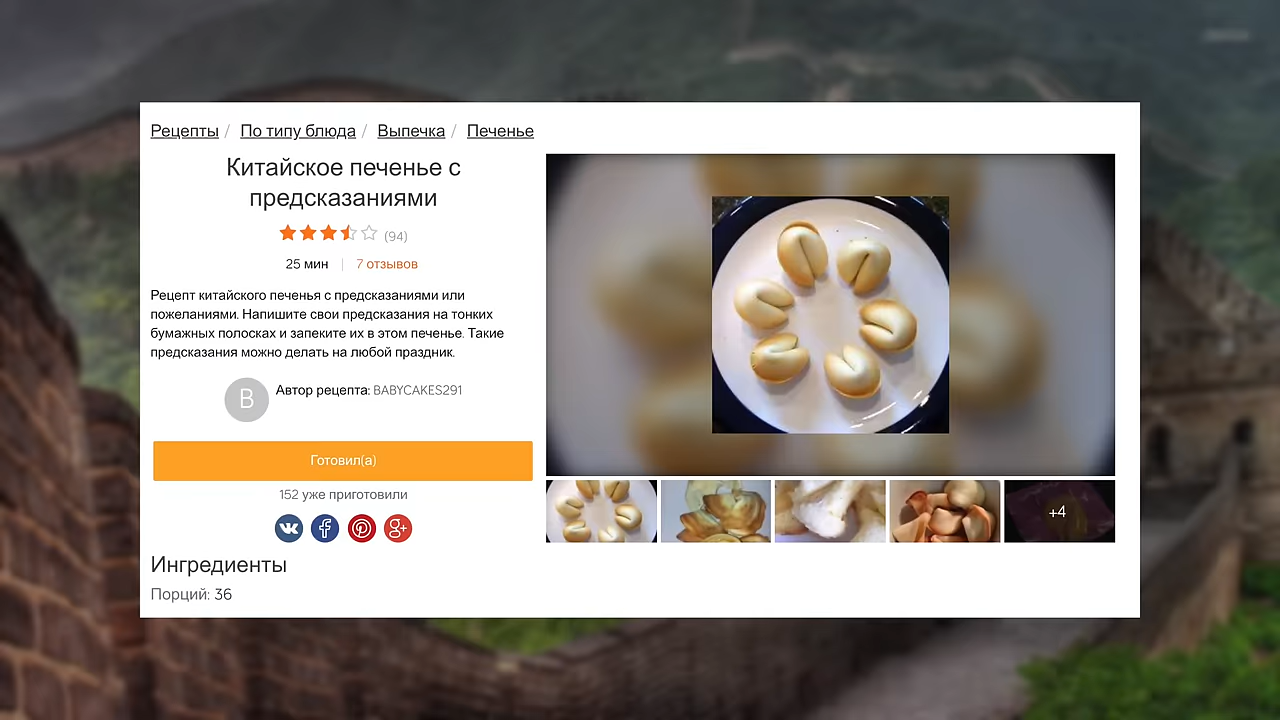 Рецепты / По типу блюда / Выпечка / Печенье
Китайское печенье с
предсказаниями
(94)
25 мин | 7 отзывов
Рецепт китайского печенья с предсказаниями или
пожеланиями. Напишите свои предсказания на тонких
бумажных полосках и запеките их в этом печенье. Такие
предсказания можно делать на любой праздник.
B
Автор рецепта: BABYCAKES291
Готовил(а)
152 уже приготовили
g+
Ингредиенты
Порций: 36
+4